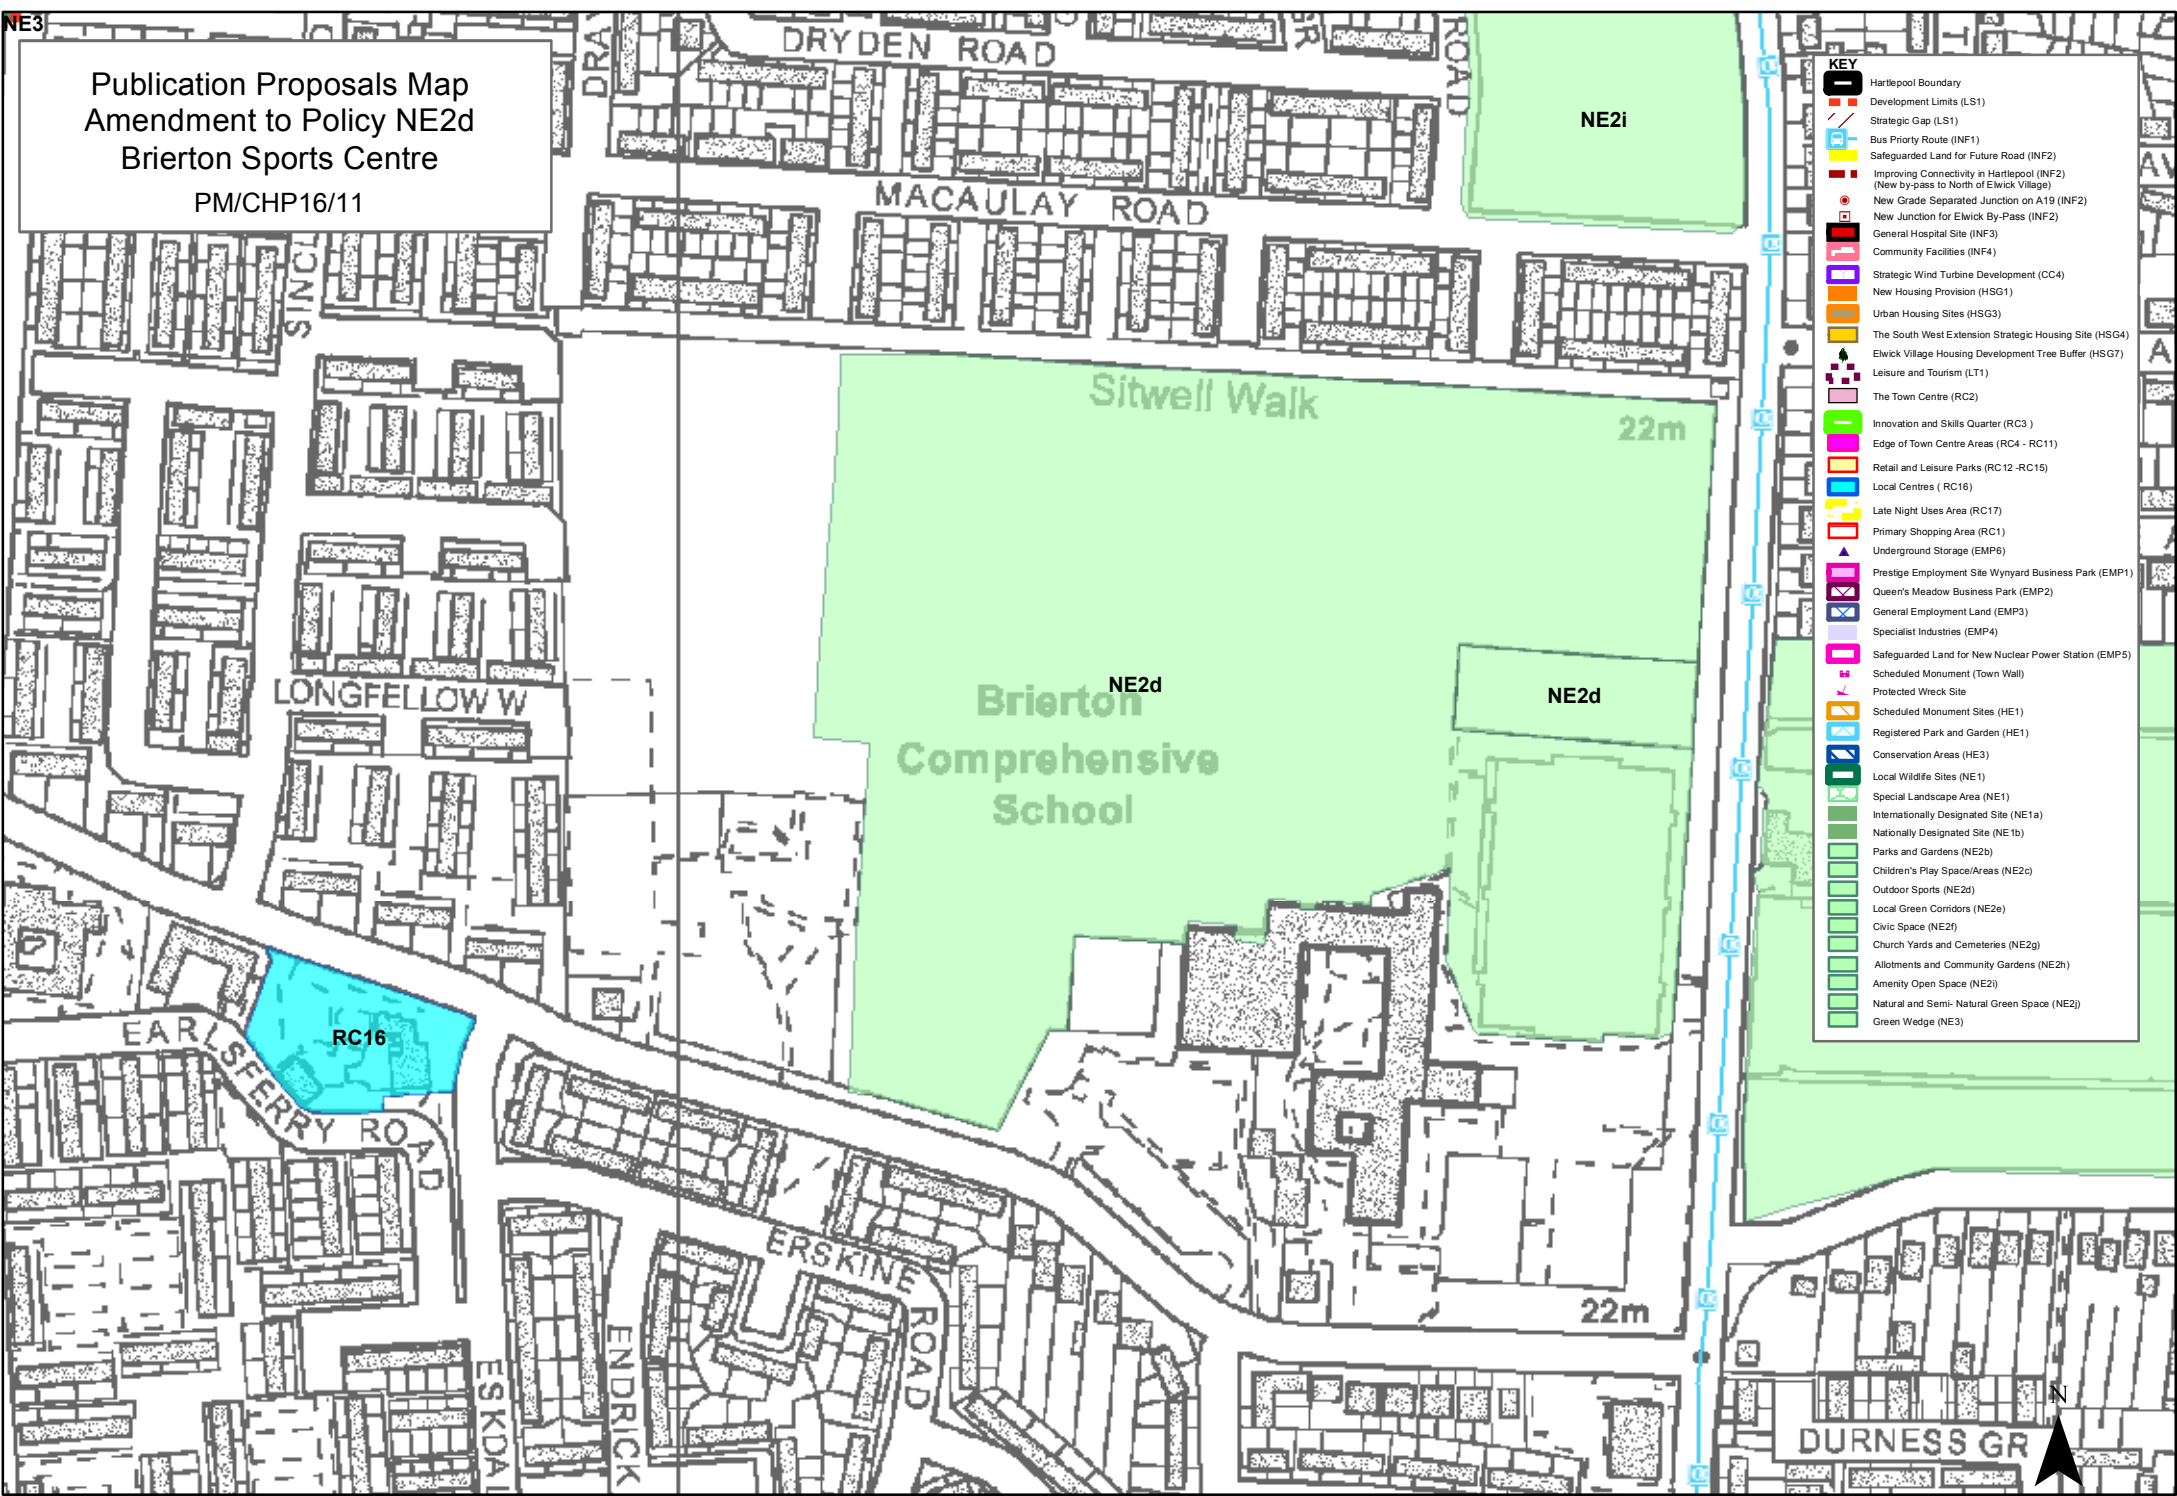 NE3
Publication Proposals Map
Amendment to Policy NE2d
Brierton Sports Centre
PM/CHP16/11
DRYDEN ROAD
ROAD
MACAULAY ROAD
NE2i
Sitwell Walk
22m
NE2d
NE2d
Brierton
Comprehensive
School
LONGFELLOW W
RC16
EARLSFERRY ROAD
ERSKINE ROAD
ENDRICK
22m
DURNESS GR
N
KEY
Hartlepool Boundary
Development Limits (LS1)
Strategic Gap (LS1)
Bus Priorty Route (INF1)
Safeguarded Land for Future Road (INF2)
Improving Connectivity in Hartlepool (INF2)
(New by-pass to North of Elwick Village)
New Grade Separated Junction on A19 (INF2)
New Junction for Elwick By-Pass (INF2)
General Hospital Site (INF3)
Community Facilities (INF4)
Strategic Wind Turbine Development (CC4)
New Housing Provision (HSG1)
Urban Housing Sites (HSG3)
The South West Extension Strategic Housing Site (HSG4)
Elwick Village Housing Development Tree Buffer (HSG7)
Leisure and Tourism (LT1)
The Town Centre (RC2)
Innovation and Skills Quarter (RC3 )
Edge of Town Centre Areas (RC4 - RC11)
Retail and Leisure Parks (RC12 -RC15)
Local Centres ( RC16)
Late Night Uses Area (RC17)
Primary Shopping Area (RC1)
Underground Storage (EMP6)
Prestige Employment Site Wynyard Business Park (EMP1)
Queen's Meadow Business Park (EMP2)
General Employment Land (EMP3)
Specialist Industries (EMP4)
Safeguarded Land for New Nuclear Power Station (EMP5)
Scheduled Monument (Town Wall)
Protected Wreck Site
Scheduled Monument Sites (HE1)
Registered Park and Garden (HE1)
Conservation Areas (HE3)
Local Wildlife Sites (NE1)
Special Landscape Area (NE1)
Internationally Designated Site (NE1a)
Nationally Designated Site (NE1b)
Parks and Gardens (NE2b)
Children's Play Space/Areas (NE2c)
Outdoor Sports (NE2d)
Local Green Corridors (NE2e)
Civic Space (NE2f)
Church Yards and Cemeteries (NE2g)
Allotments and Community Gardens (NE2h)
Amenity Open Space (NE2i)
Natural and Semi- Natural Green Space (NE2j)
Green Wedge (NE3)